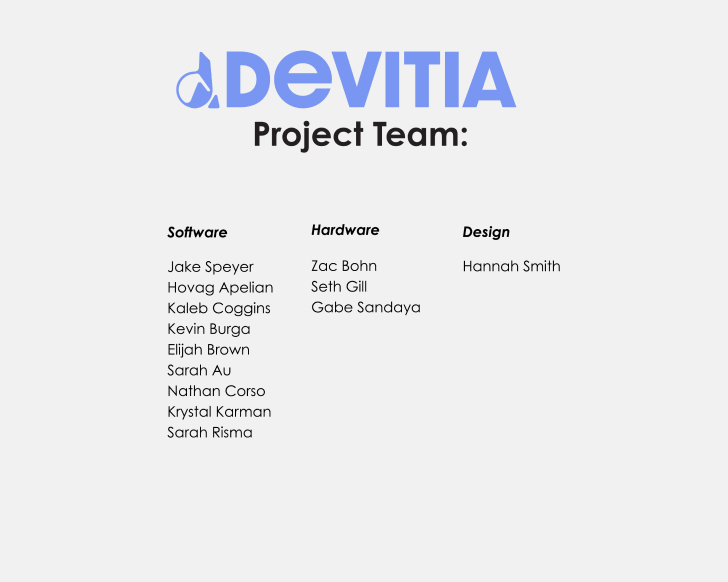 DeVITIA
Project Team:
Software
Jake Speyer
Hovag Apelian
Kaleb Coggins
Kevin Burga
Elijah Brown
Sarah Au
Nathan Corso
Krystal Karman
Sarah Risma
Hardware
Zac Bohn
Seth Gill
Gabe Sandaya
Design
Hannah Smith